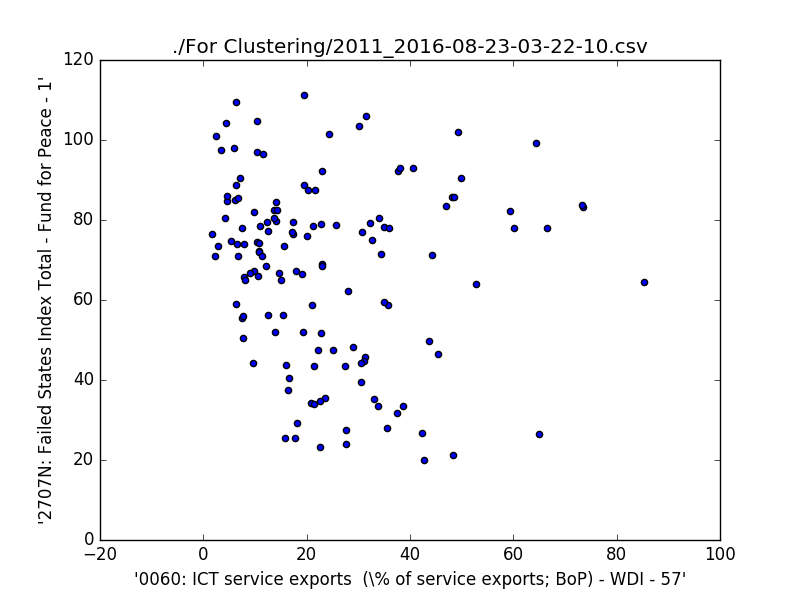 ./For Clustering/2011_2016-08-23-03-22-10.csv
120
100
80
60
40
20
0
'2707N: Failed States Index Total - Fund for Peace - 1'
−20 0 20 40 60 80 100
'0060: ICT service exports  (\% of service exports; BoP) - WDI - 57'